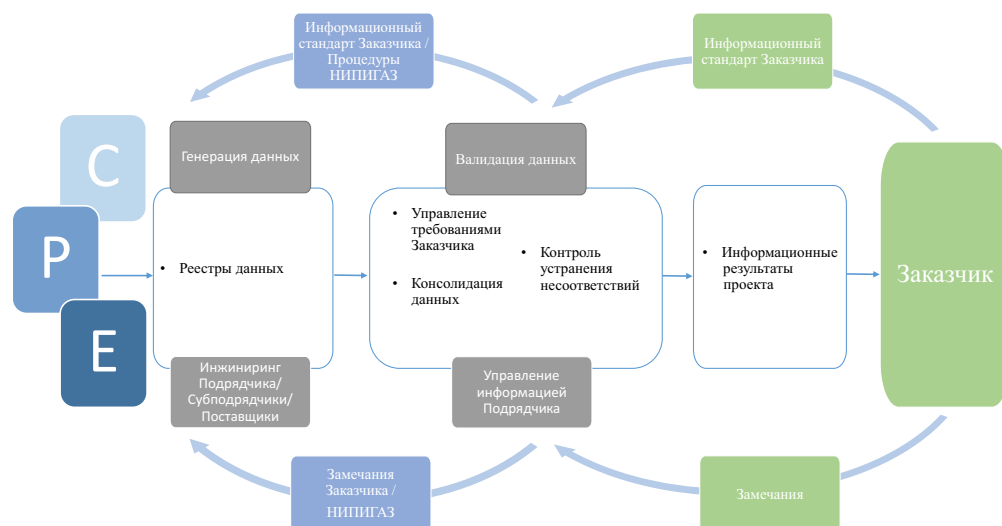 Информационный
стандарт Заказчика /
Процедуры
НИПИГАЗ
Информационный
стандарт Заказчика
C
P
E
Генерация данных
• Реестры данных
Инжиниринг
Подрядчика/
Субподрядчики/
Поставщики
Валидация данных
• Управление
требованиями
Заказчика
• Консолидация
данных
• Контроль
устранения
несоответствий
Управление
информацией
Подрядчика
• Информационные
результаты
проекта
Заказчик
Замечания
Заказчика /
НИПИГАЗ
Замечания